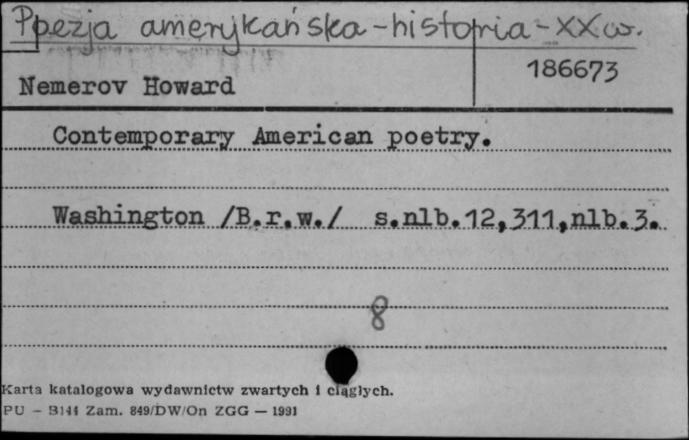 Poezja amerykańska - historia - XX w.
186673
Nemerov Howard
Contemporary American poetry.
Washington /B.r.w./ s.nlb.12,311,nlb.3.
8
Karta katalogowa wydawnictw zwartych i ciągłych.
PU — B144 Zam. 849/DW/On ZGG — 1991